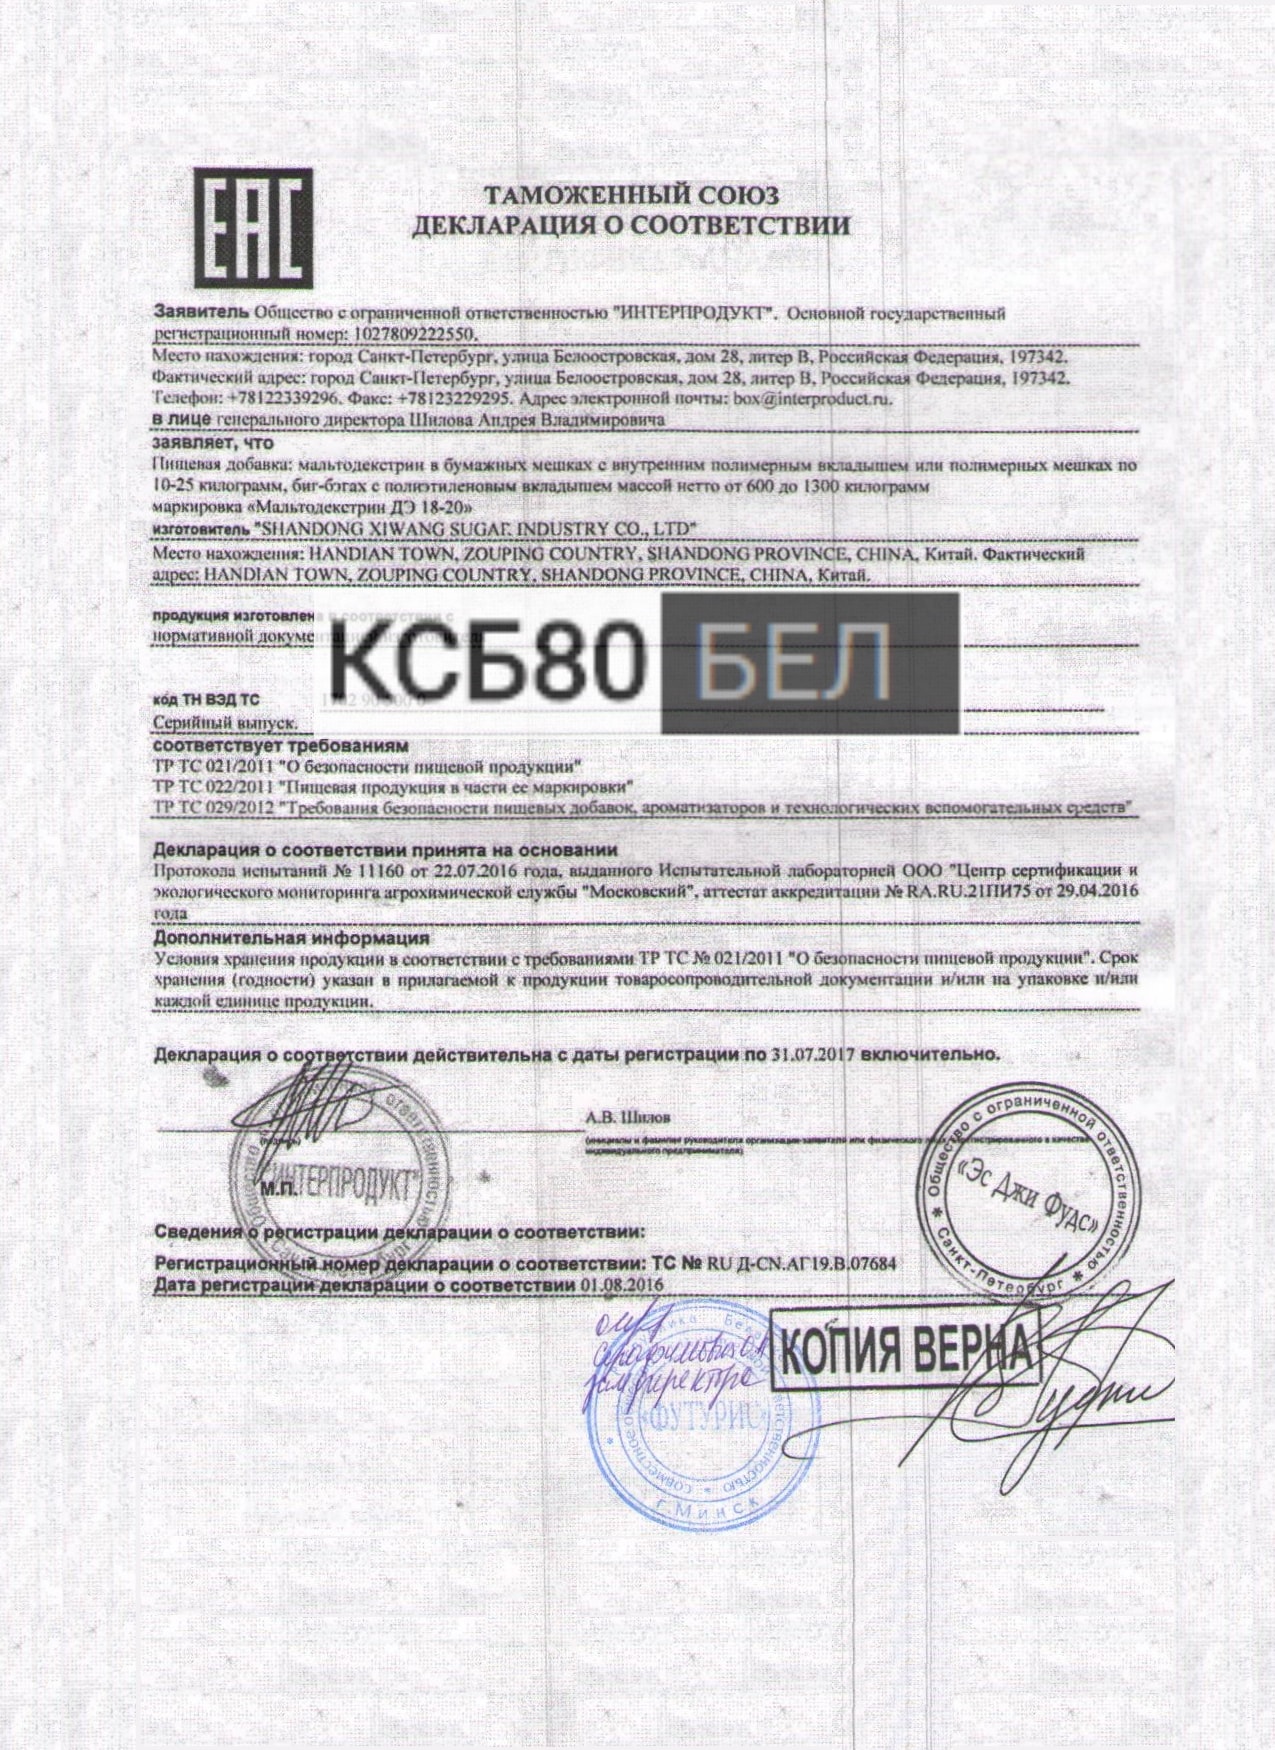 ЕАС
ТАМОЖЕННЫЙ СОЮЗ
ДЕКЛАРАЦИЯ О СООТВЕТСТВИИ
Заявитель Общество с ограниченной ответственностью "ИНТЕРПРОДУКТ". Основной государственный
регистрационный номер: 1027809222550.
Место нахождения: город Санкт-Петербург, улица Белоостровская, дом 28, литер В, Российская Федерация, 197342.
Фактический адрес: город Санкт-Петербург, улица Белоостровская, дом 28, литер В, Российская Федерация, 197342.
Телефон: +78122339296. Факс: +78123229295. Адрес электронной почты: box@interproduct.ru.
в лице генерального директора Шилова Андрея Владимировича
заявляет, что
Пищевая добавка: мальтодекстрин в бумажных мешках с внутренним полимерным вкладышем или полимерных мешках по
10-25 килограмм, биг-бэгах с полиэтиленовым вкладышем массой нетто от 600 до 1300 килограмм
маркировка «Мальтодекстрин ДЭ 18-20»
изготовитель "SHANDONG XIWANG SUGAR INDUSTRY CO., LTD"
Место нахождения: HANDIAN TOWN, ZOUPING COUNTRY, SHANDONG PROVINCE, CHINA, Китай. Фактический
адрес: HANDIAN TOWN, ZOUPING COUNTRY, SHANDONG PROVINCE, CHINA, Китай.
продукция изготовлена в соответствии с
нормативной документацией изготовителя
КСБ80 БЕЛ
код ТН ВЭД ТС
Серийный выпуск.
соответствует требованиям
ТР ТС 021/2011 "О безопасности пищевой продукции"
ТР ТС 022/2011 "Пищевая продукция в части ее маркировки"
ТР ТС 029/2012 "Требования безопасности пищевых добавок, ароматизаторов и технологических вспомогательных средств"
Декларация о соответствии принята на основании
Протокола испытаний № 11160 от 22.07.2016 года, выданного Испытательной лабораторией ООО "Центр сертификации и
экологического мониторинга агрохимической службы "Московский", аттестат аккредитации № RA.RU.21ПИ75 от 29.04.2016
года
Дополнительная информация
Условия хранения продукции в соответствии с требованиями ТР ТС № 021/2011 "О безопасности пищевой продукции". Срок
хранения (годности) указан в прилагаемой к продукции товаросопроводительной документации и/или на упаковке и/или
каждой единице продукции.
Декларация о соответствии действительна с даты регистрации по 31.07.2017 включительно.
А.В. Шилов
(инициалы и фамилия руководителя организации-заявителя или физического лица, зарегистрированного в качестве
индивидуального предпринимателя)
М.П.
"ИНТЕРПРОДУКТ"
Общество с ограниченной ответственностью
Санкт-Петербург
«Эс Джи Фудс»
Сведения о регистрации декларации о соответствии:
Регистрационный номер декларации о соответствии: ТС № RU Д-CN.АГ19.В.07684
Дата регистрации декларации о соответствии 01.08.2016
КОПИЯ ВЕРНА
зам директора
«ФУТУРИС»
г. Минск